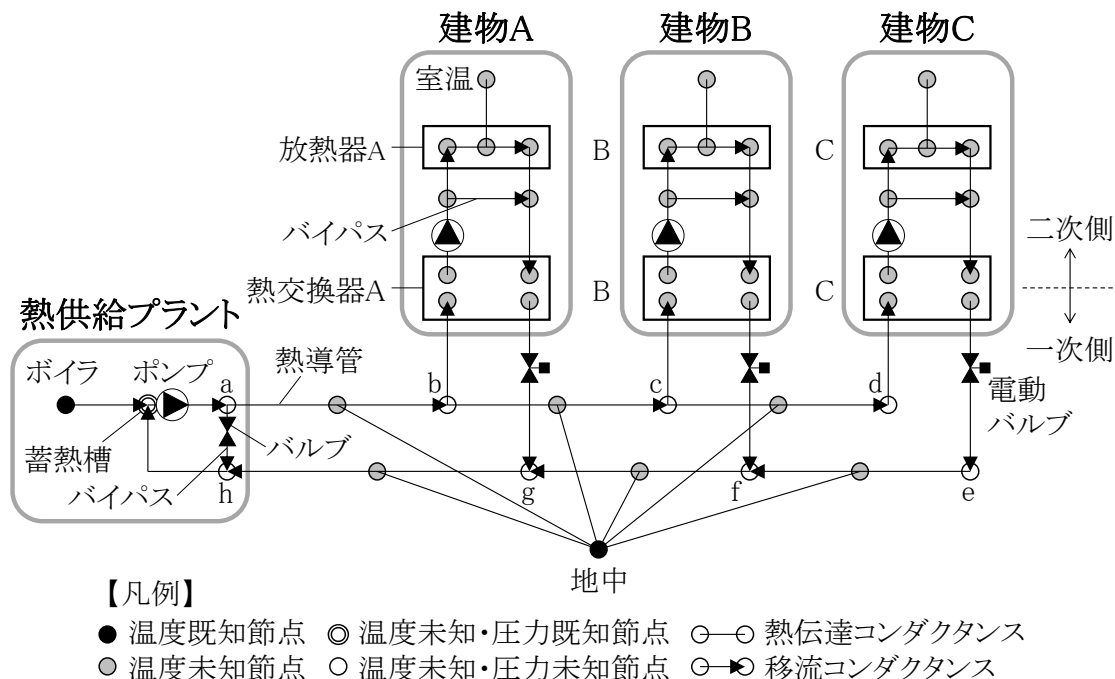 建物A
建物B
建物C
室温
放熱器A
B
C
バイパス
二次側
熱交換器A
B
C
一次側
熱供給プラント
ボイラ
ポンプ
a
熱導管
b
c
d
電動
バルブ
バルブ
蓄熱槽
バイパス
h
g
f
e
地中
【凡例】
温度既知節点
温度未知・圧力既知節点
熱伝達コンダクタンス
温度未知節点
温度未知・圧力未知節点
移流コンダクタンス